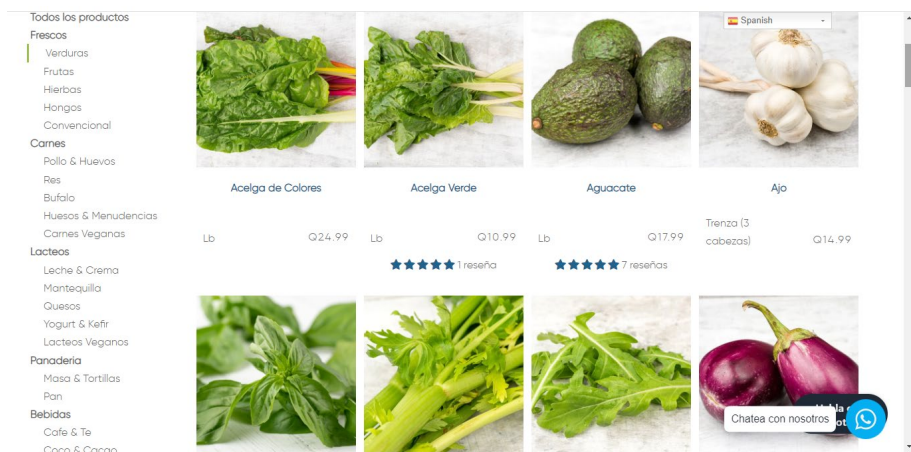 Todos los productos
Frescos
Verduras
Frutas
Hierbas
Hongos
Convencional
Carnes
Pollo & Huevos
Res
Bufalo
Huesos & Menudencias
Carnes Veganas
Lacteos
Leche & Crema
Mantequilla
Quesos
Yogurt & Kefir
Lacteos Veganos
Panaderia
Masa & Tortillas
Pan
Bebidas
Cafe & Te
Coco & Cacao
Spanish
Acelga de Colores
Lb Q24.99
Acelga Verde
Lb Q10.99
1 reseña
Aguacate
Lb Q17.99
7 reseñas
Ajo
Trenza (3
cabezas) Q14.99
Chatea con nosotros